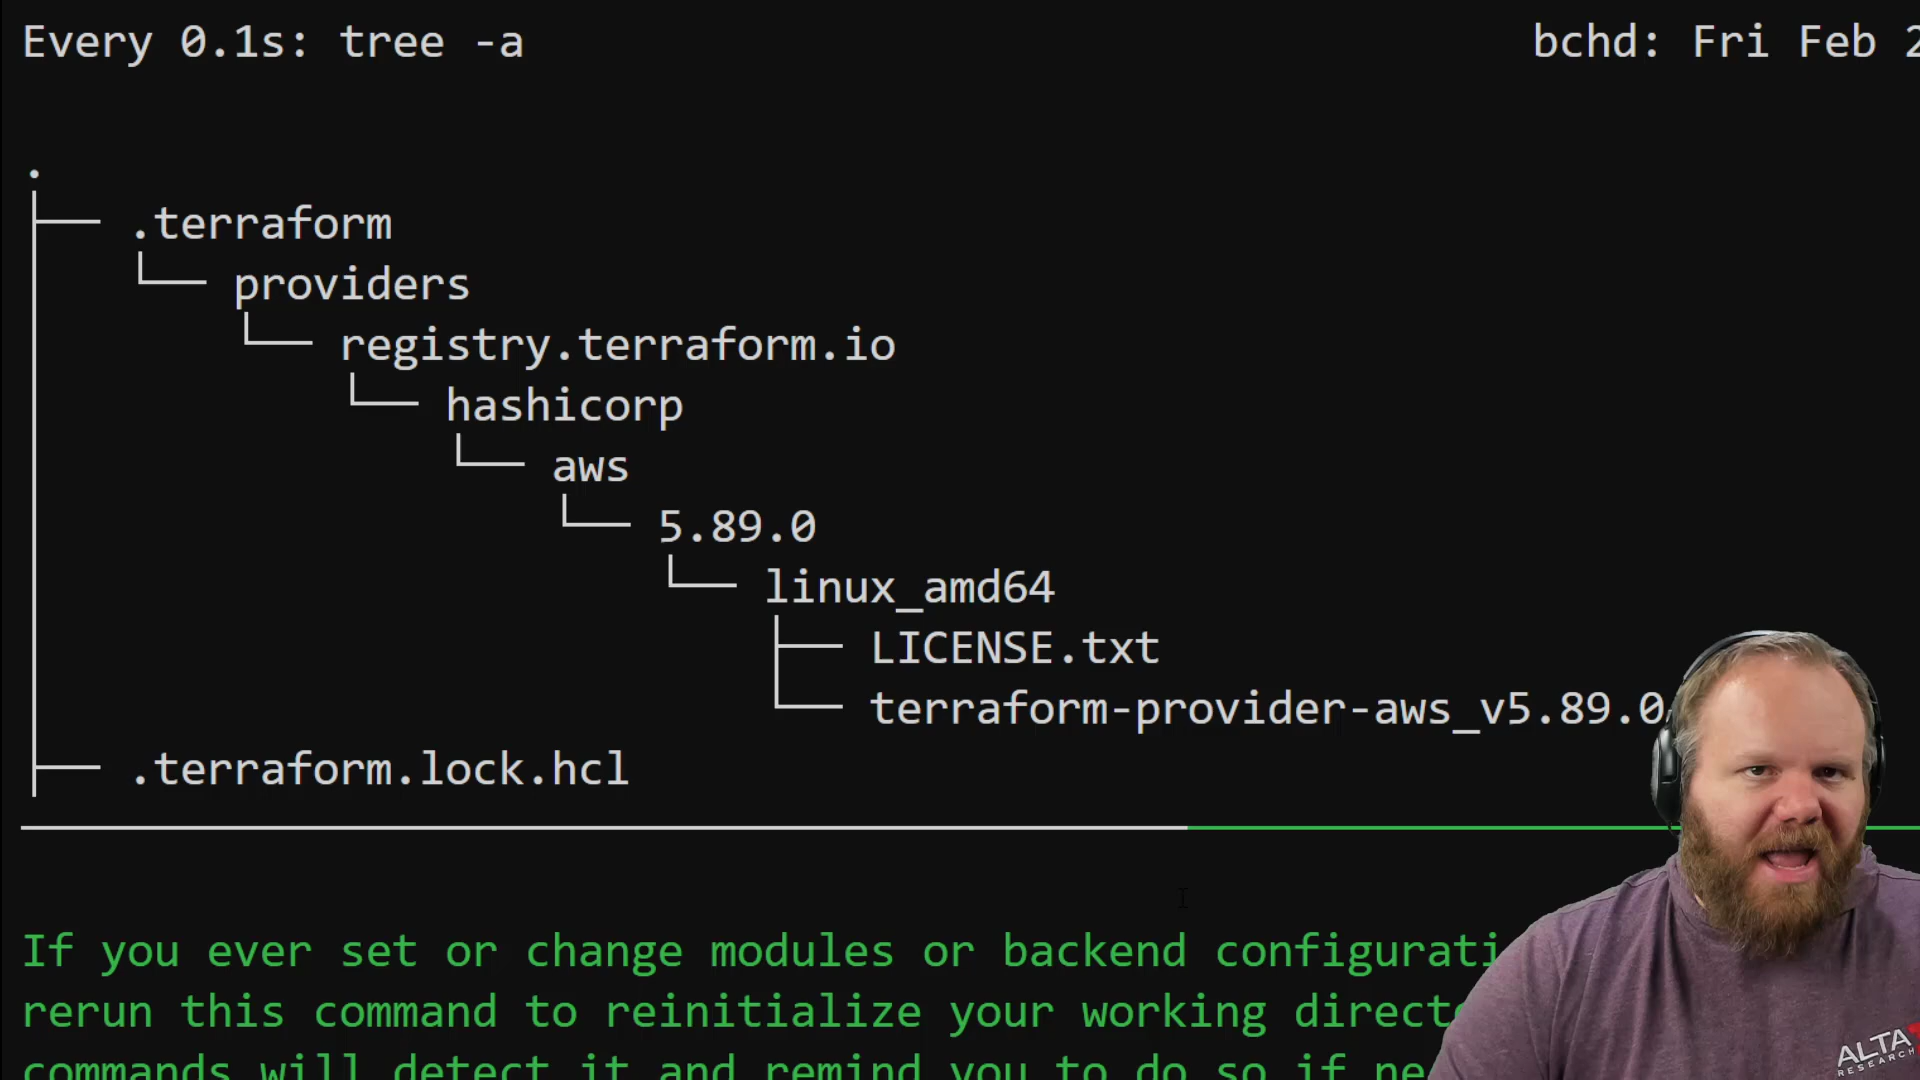 Every 0.1s: tree -a
bchd: Fri Feb 2
.
├── .terraform
└── providers
└── registry.terraform.io
└── hashicorp
└── aws
└── 5.89.0
└── linux_amd64
├── LICENSE.txt
└── terraform-provider-aws_v5.89.0
├── .terraform.lock.hcl
If you ever set or change modules or backend configurati
rerun this command to reinitialize your working direct
commands will detect it and remind you to do so if ne
ALTA
RESEARCH